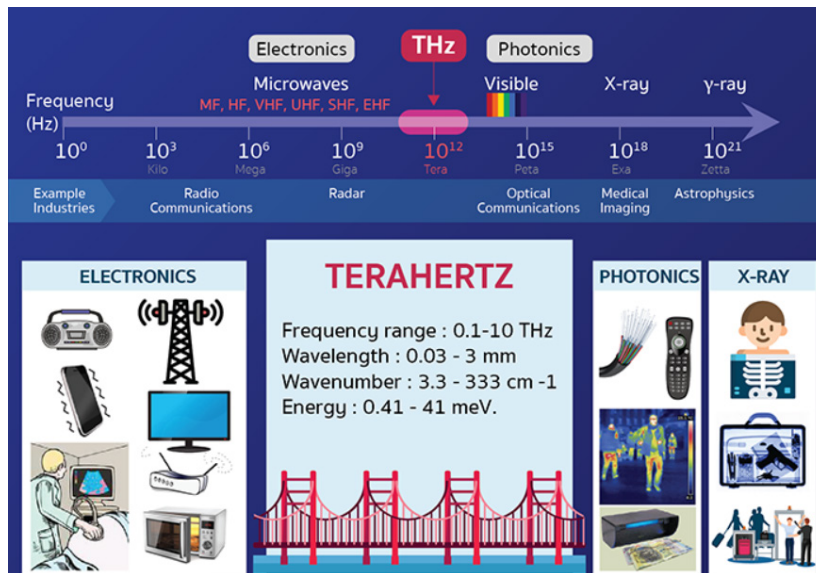 Electronics
THz
Photonics
Microwaves
Visible
X-ray
γ-ray
MF, HF, VHF, UHF, SHF, EHF
Frequency
(Hz)
10⁰
10³
10⁶
10⁹
10¹²
10¹⁵
10¹⁸
10²¹
Kilo
Mega
Giga
Tera
Peta
Exa
Zetta
Example
Industries
Radio
Communications
Radar
Optical
Communications
Medical
Imaging
Astrophysics
ELECTRONICS
TERAHERTZ
Frequency range : 0.1-10 THz
Wavelength : 0.03 - 3 mm
Wavenumber : 3.3 - 333 cm -1
Energy : 0.41 - 41 meV.
PHOTONICS
X-RAY